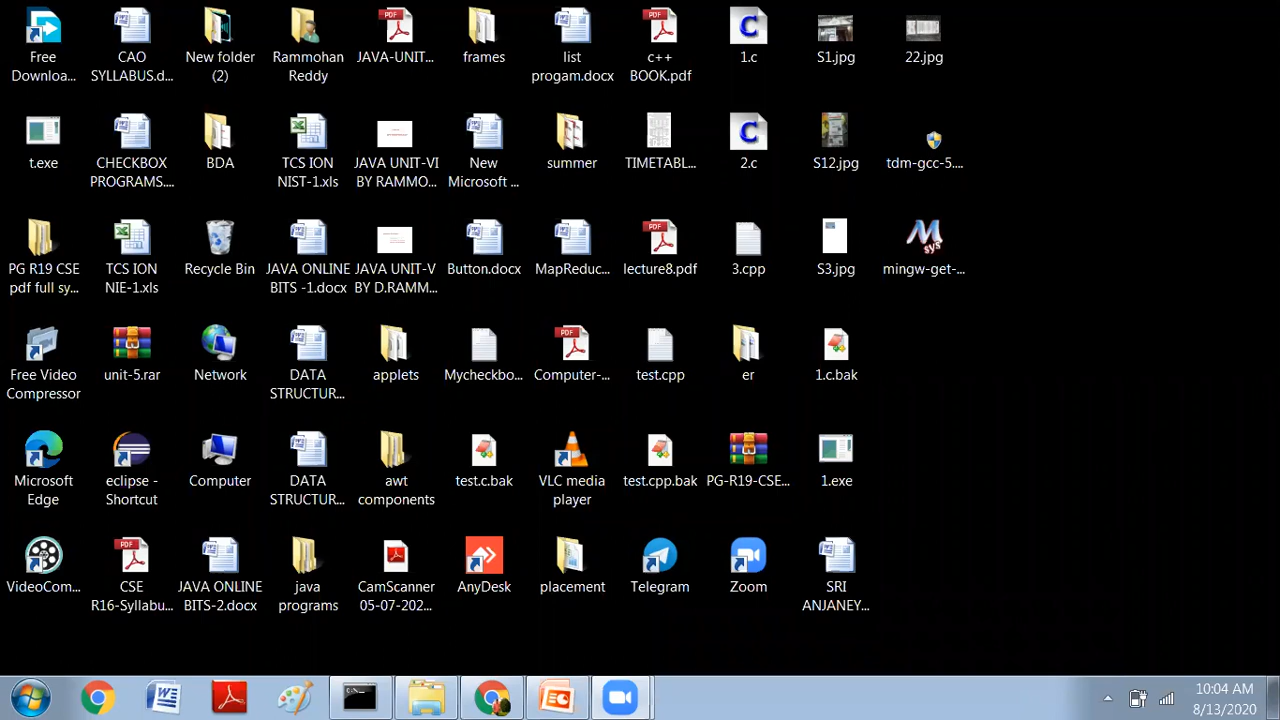 Free
Downloa...
CAO
SYLLABUS.d...
New folder
(2)
Rammohan
Reddy
JAVA-UNIT...
frames
list
progam.docx
c++
BOOK.pdf
1.c
S1.jpg
22.jpg
t.exe
CHECKBOX
PROGRAMS....
BDA
TCS ION
NIST-1.xls
JAVA UNIT-VI
BY RAMMO...
New
Microsoft ...
summer
TIMETABL...
2.c
S12.jpg
tdm-gcc-5....
PG R19 CSE
pdf full sy...
TCS ION
NIE-1.xls
Recycle Bin
JAVA ONLINE
BITS -1.docx
JAVA UNIT-V
BY D.RAMM...
Button.docx
MapReduc...
lecture8.pdf
3.cpp
S3.jpg
mingw-get-...
Free Video
Compressor
unit-5.rar
Network
DATA
STRUCTUR...
applets
Mycheckbo...
Computer-...
test.cpp
er
1.c.bak
Microsoft
Edge
eclipse -
Shortcut
Computer
DATA
STRUCTUR...
awt
components
test.c.bak
VLC media
player
test.cpp.bak
PG-R19-CSE...
1.exe
VideoCom...
CSE
R16-Syllabu...
JAVA ONLINE
BITS-2.docx
java
programs
CamScanner
05-07-202...
AnyDesk
placement
Telegram
Zoom
SRI
ANJANEY...
10:04 AM
8/13/2020